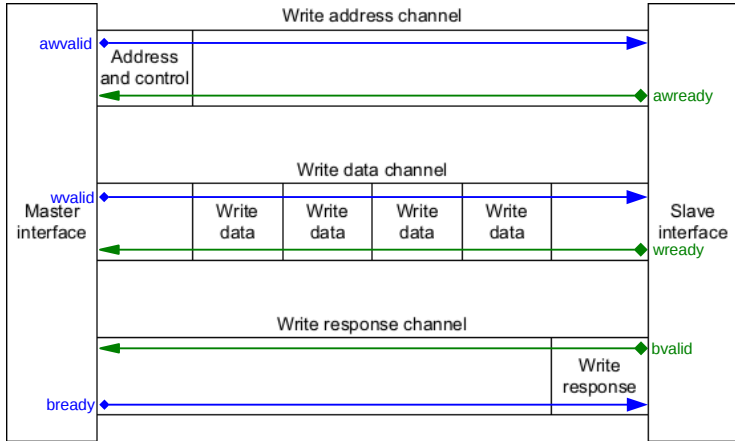 Write address channel
awvalid
Address
and control
awready
Write data channel
wvalid
Master
interface
Write
data
Write
data
Write
data
Write
data
Slave
interface
wready
Write response channel
bvalid
Write
response
bready